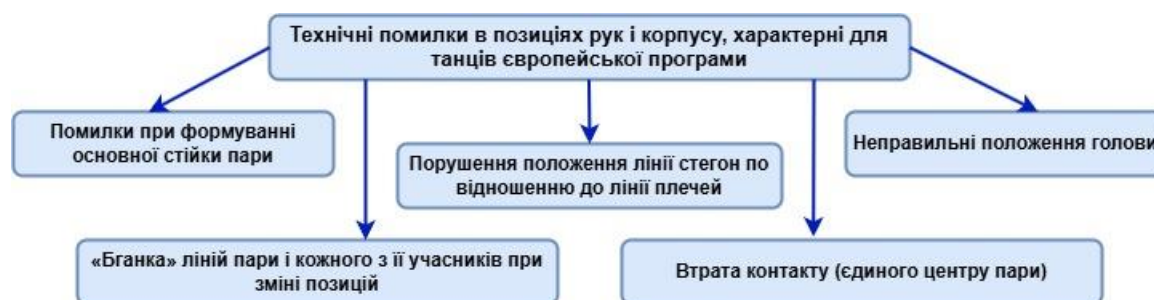 Технічні помилки в позиціях рук і корпусу, характерні для
танців європейської програми
Помилки при формуванні
основної стійки пари
Порушення положення лінії стегон по
відношенню до лінії плечей
Неправильні положення голови
«Бганка» ліній пари і кожного з її учасників при
зміні позицій
Втрата контакту (єдиного центру пари)